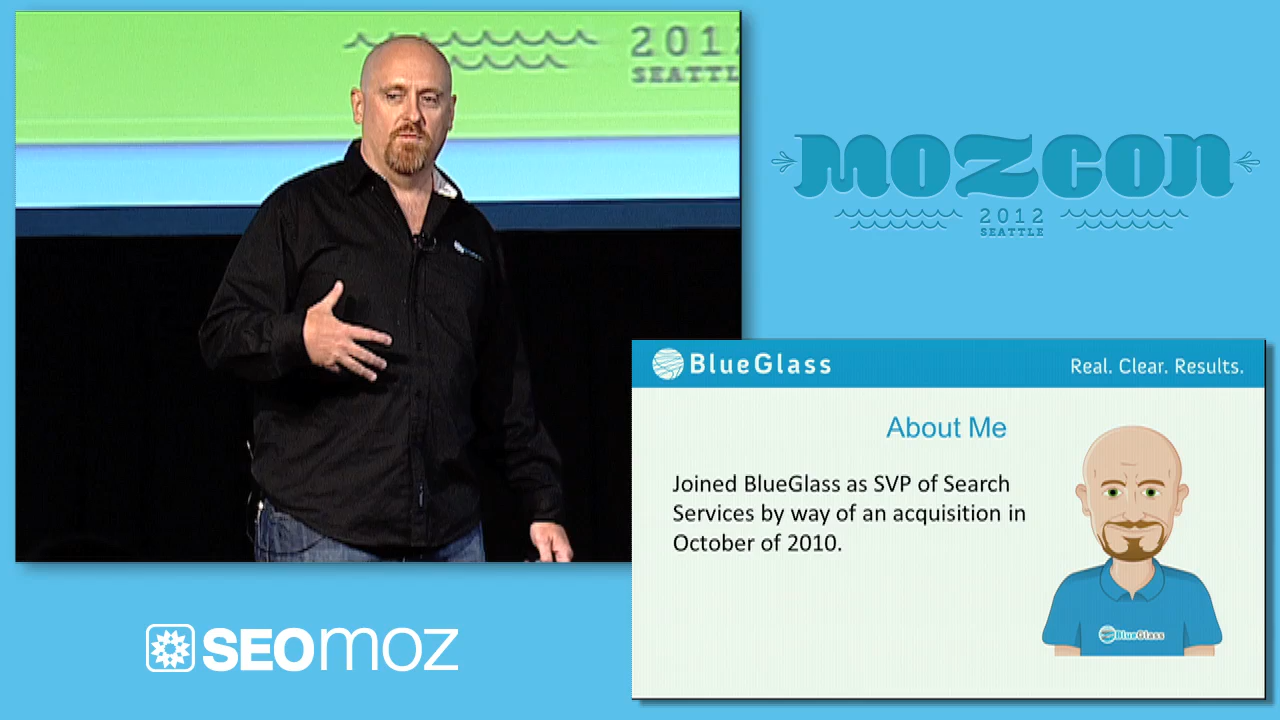 2012
SEATTLE
MOZCON
2012
SEATTLE
BlueGlass
Real. Clear. Results.
About Me
Joined BlueGlass as SVP of Search
Services by way of an acquisition in
October of 2010.
BlueGlass
SEOmoz